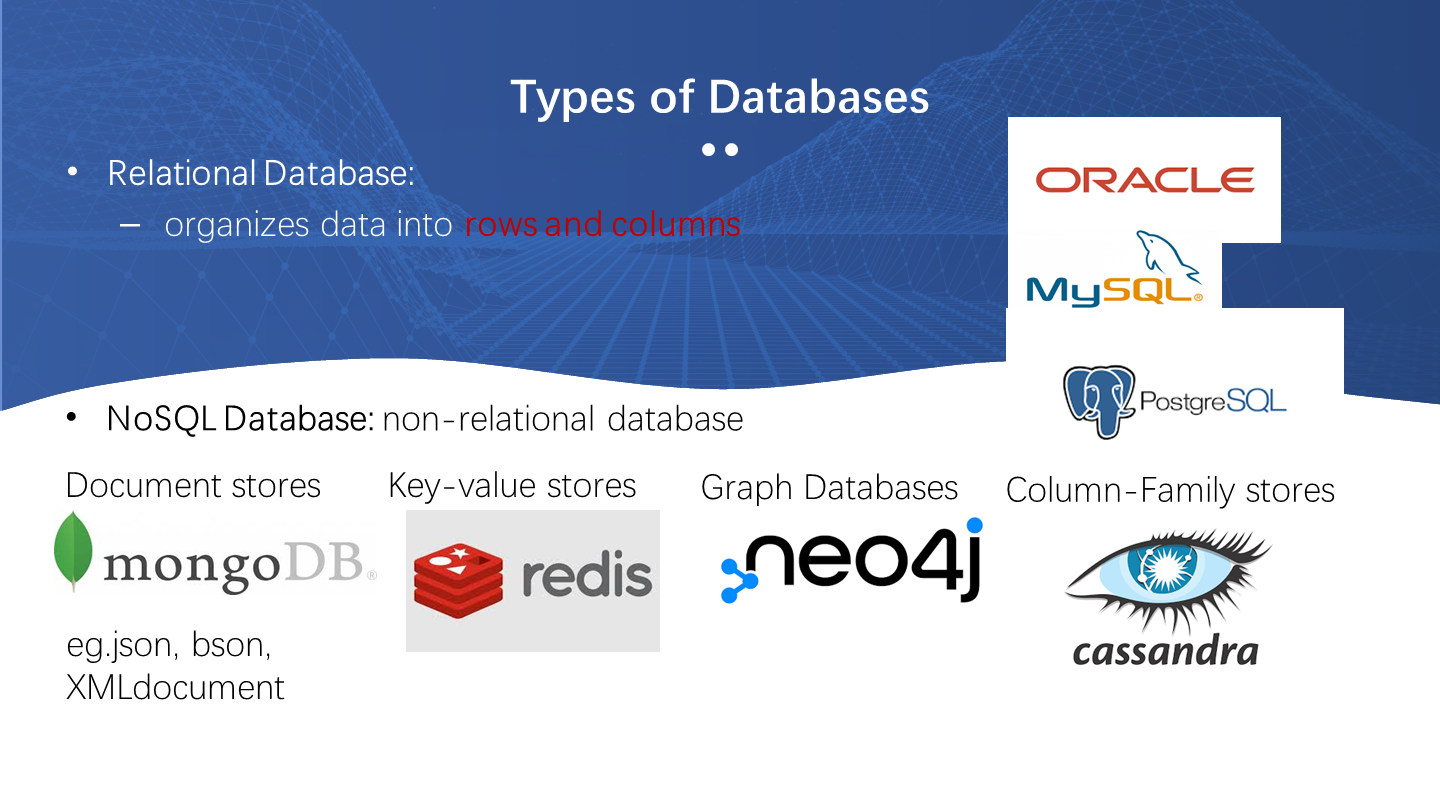 Types of Databases
• Relational Database:
– organizes data into rows and columns
ORACLE
MySQL®
PostgreSQL
• NoSQL Database: non-relational database
Document stores
Key-value stores
Graph Databases
Column-Family stores
mongoDB®
redis
neo4j
cassandra
eg.json, bson,
XMLdocument